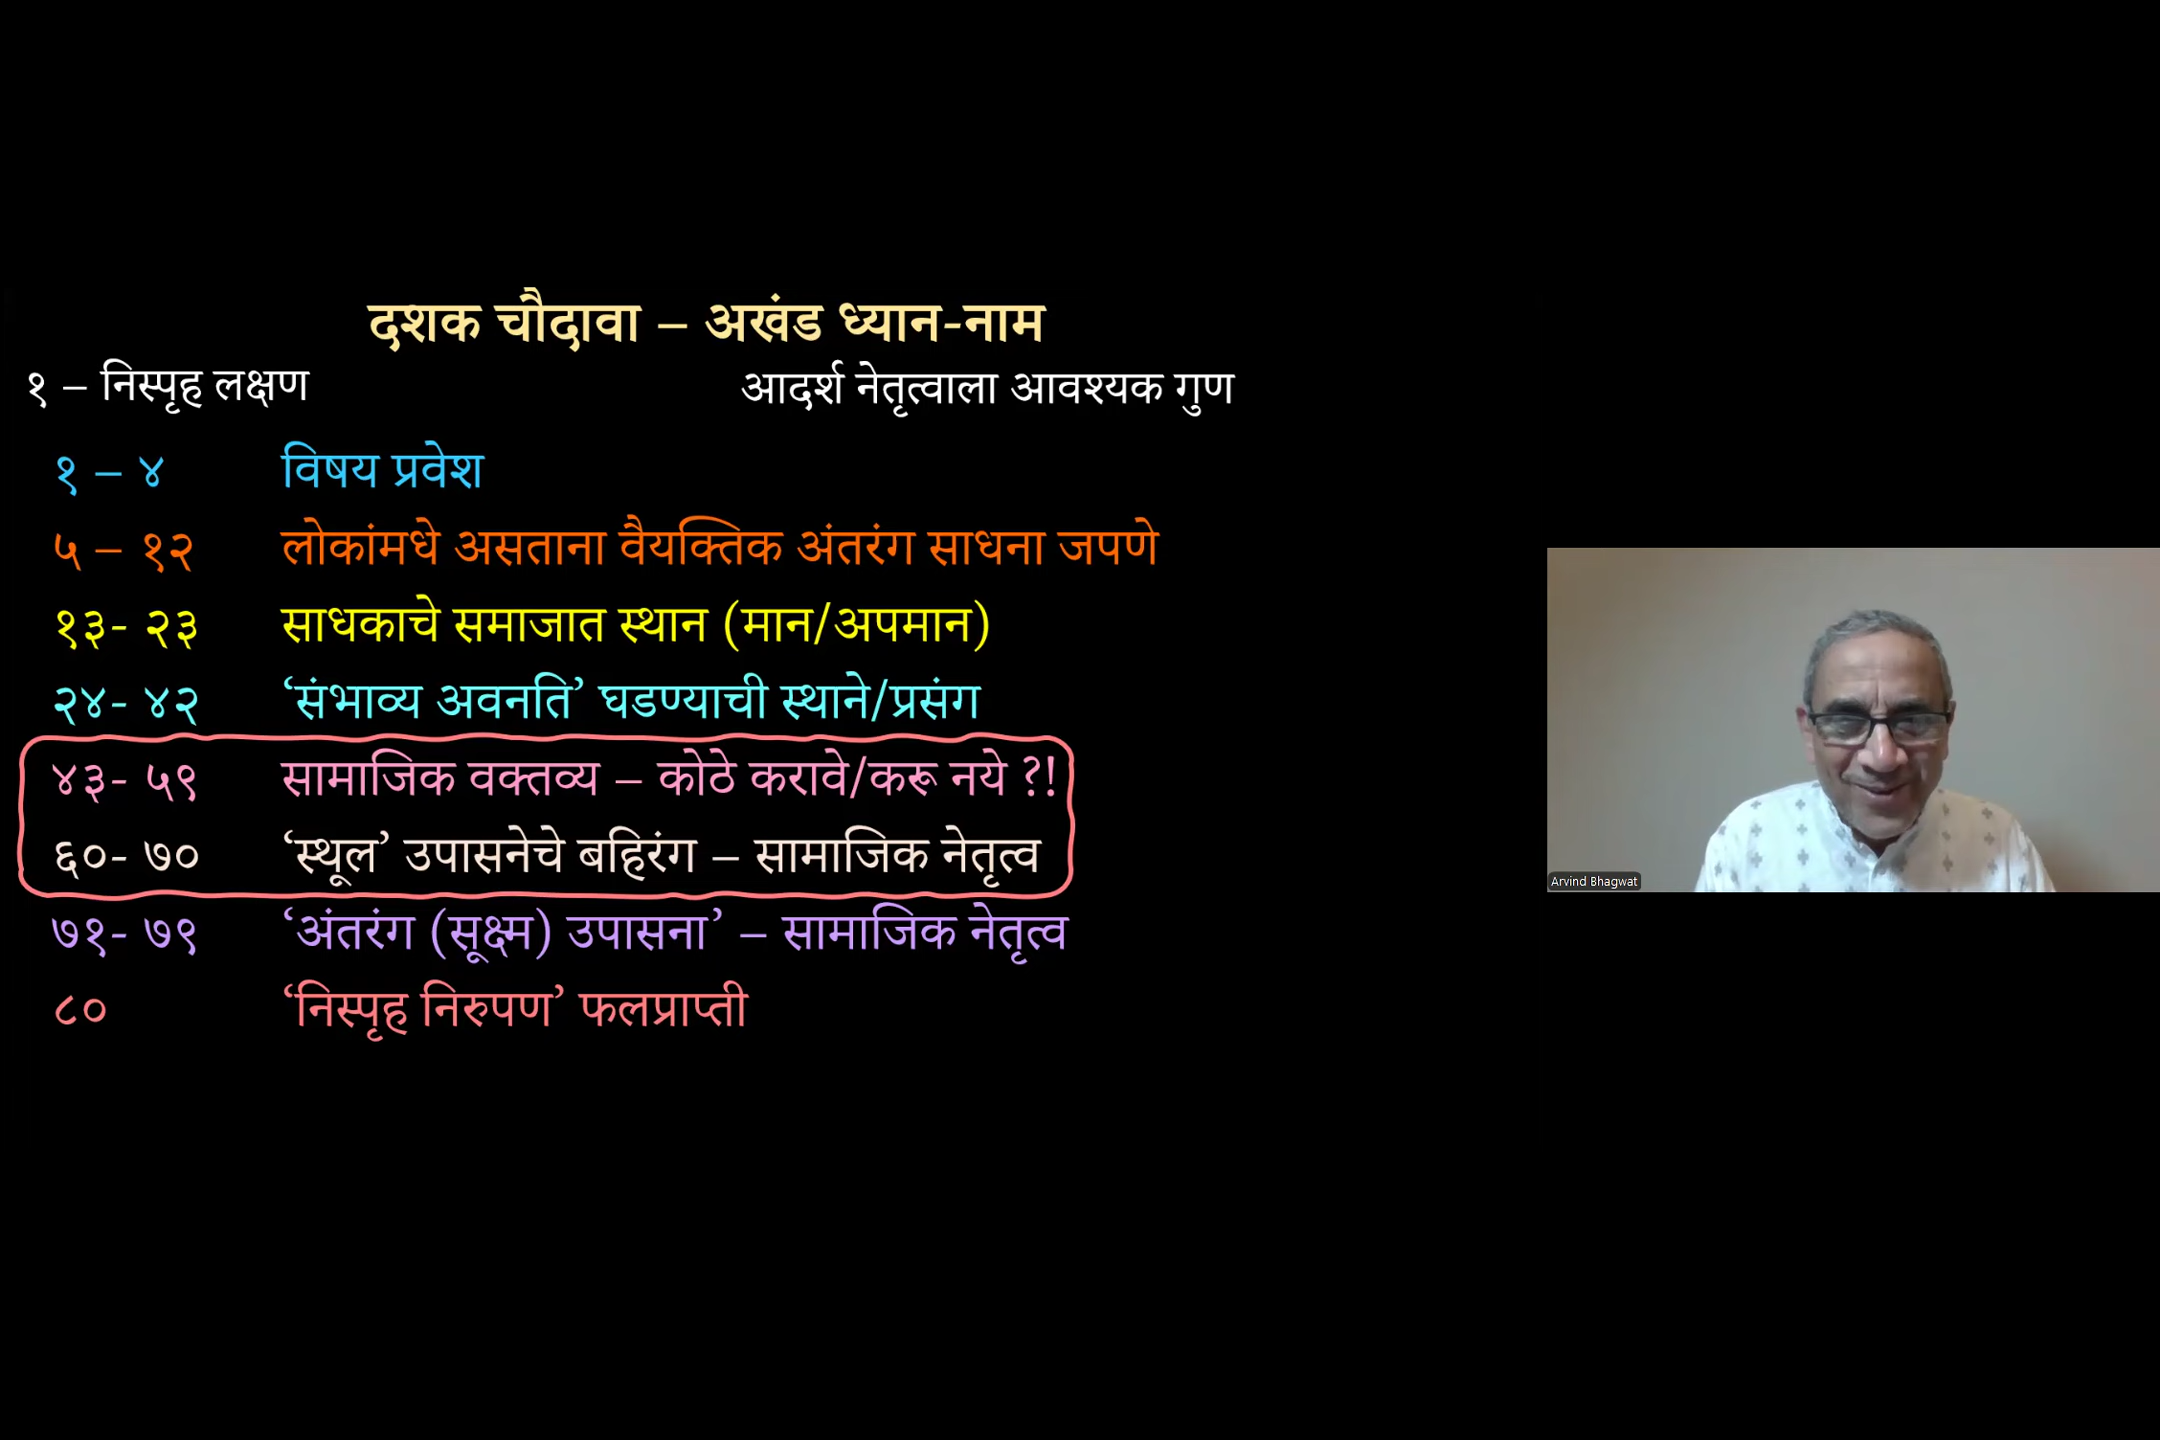 दशक चौदावा – अखंड ध्यान-नाम
१ – निस्पृह लक्षण आदर्श नेतृत्वाला आवश्यक गुण
१ – ४ विषय प्रवेश
५ – १२ लोकांमधे असताना वैयक्तिक अंतरंग साधना जपणे
१३- २३ साधकाचे समाजात स्थान (मान/अपमान)
२४- ४२ ‘संभाव्य अवनति’ घडण्याची स्थाने/प्रसंग
४३- ५९ सामाजिक वक्तव्य – कोठे करावे/करू नये ?!
६०- ७० ‘स्थूल’ उपासनेचे बहिरंग – सामाजिक नेतृत्व
७१- ७९ ‘अंतरंग (सूक्ष्म) उपासना’ – सामाजिक नेतृत्व
८० ‘निस्पृह निरुपण’ फलप्राप्ती
Arvind Bhagwat